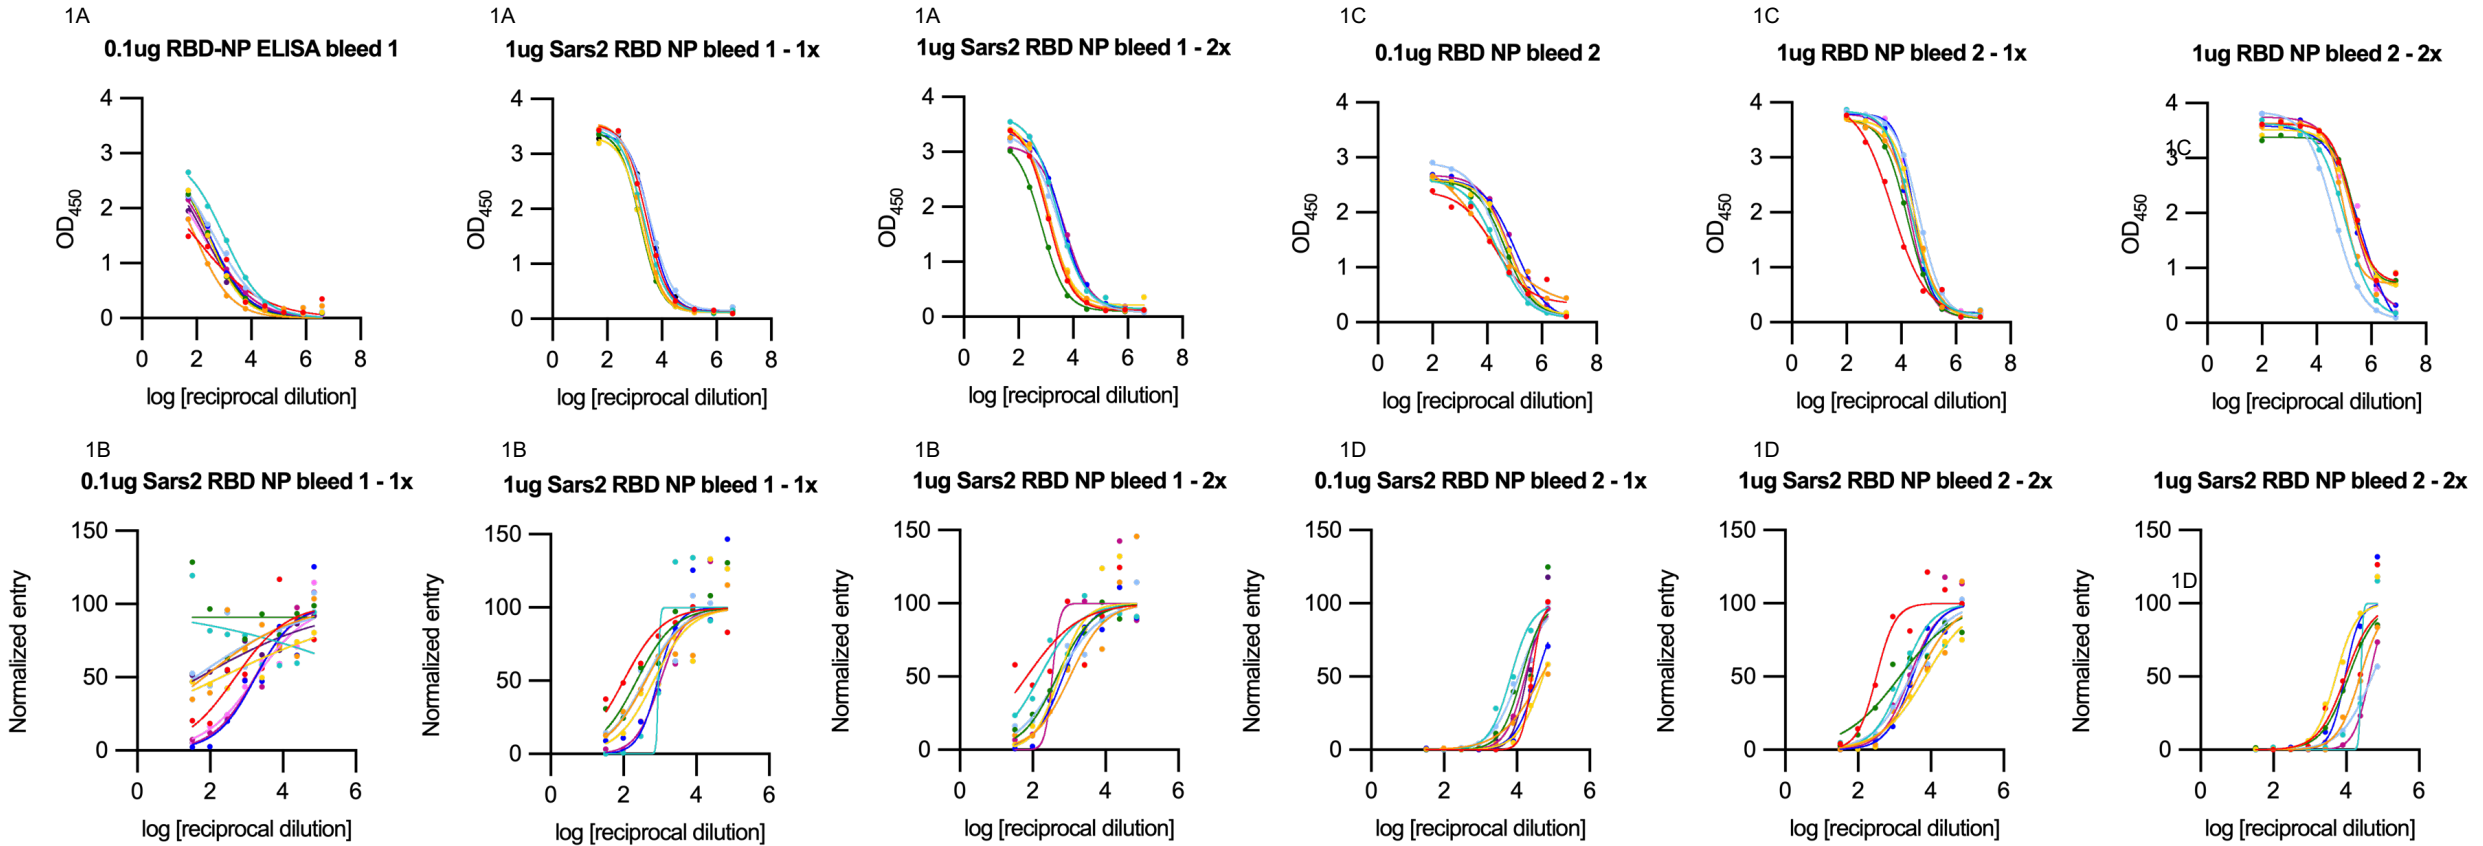 1A
0.1ug RBD-NP ELISA bleed 1
4
3
2
1
0
OD450
0 2 4 6 8
log [reciprocal dilution]
1A
1ug Sars2 RBD NP bleed 1 - 1x
4
3
2
1
0
OD450
0 2 4 6 8
log [reciprocal dilution]
1A
1ug Sars2 RBD NP bleed 1 - 2x
4
3
2
1
0
OD450
0 2 4 6 8
log [reciprocal dilution]
1C
0.1ug RBD NP bleed 2
4
3
2
1
0
OD450
0 2 4 6 8
log [reciprocal dilution]
1C
1ug RBD NP bleed 2 - 1x
4
3
2
1
0
OD450
0 2 4 6 8
log [reciprocal dilution]
1ug RBD NP bleed 2 - 2x
1C
4
3
2
1
0
OD450
0 2 4 6 8
log [reciprocal dilution]
1B
0.1ug Sars2 RBD NP bleed 1 - 1x
150
100
50
0
Normalized entry
0 2 4 6
log [reciprocal dilution]
1B
1ug Sars2 RBD NP bleed 1 - 1x
150
100
50
0
Normalized entry
0 2 4 6
log [reciprocal dilution]
1B
1ug Sars2 RBD NP bleed 1 - 2x
150
100
50
0
Normalized entry
0 2 4 6
log [reciprocal dilution]
1D
0.1ug Sars2 RBD NP bleed 2 - 1x
150
100
50
0
Normalized entry
0 2 4 6
log [reciprocal dilution]
1D
1ug Sars2 RBD NP bleed 2 - 2x
150
100
50
0
Normalized entry
0 2 4 6
log [reciprocal dilution]
1ug Sars2 RBD NP bleed 2 - 2x
1D
150
100
50
0
Normalized entry
0 2 4 6
log [reciprocal dilution]